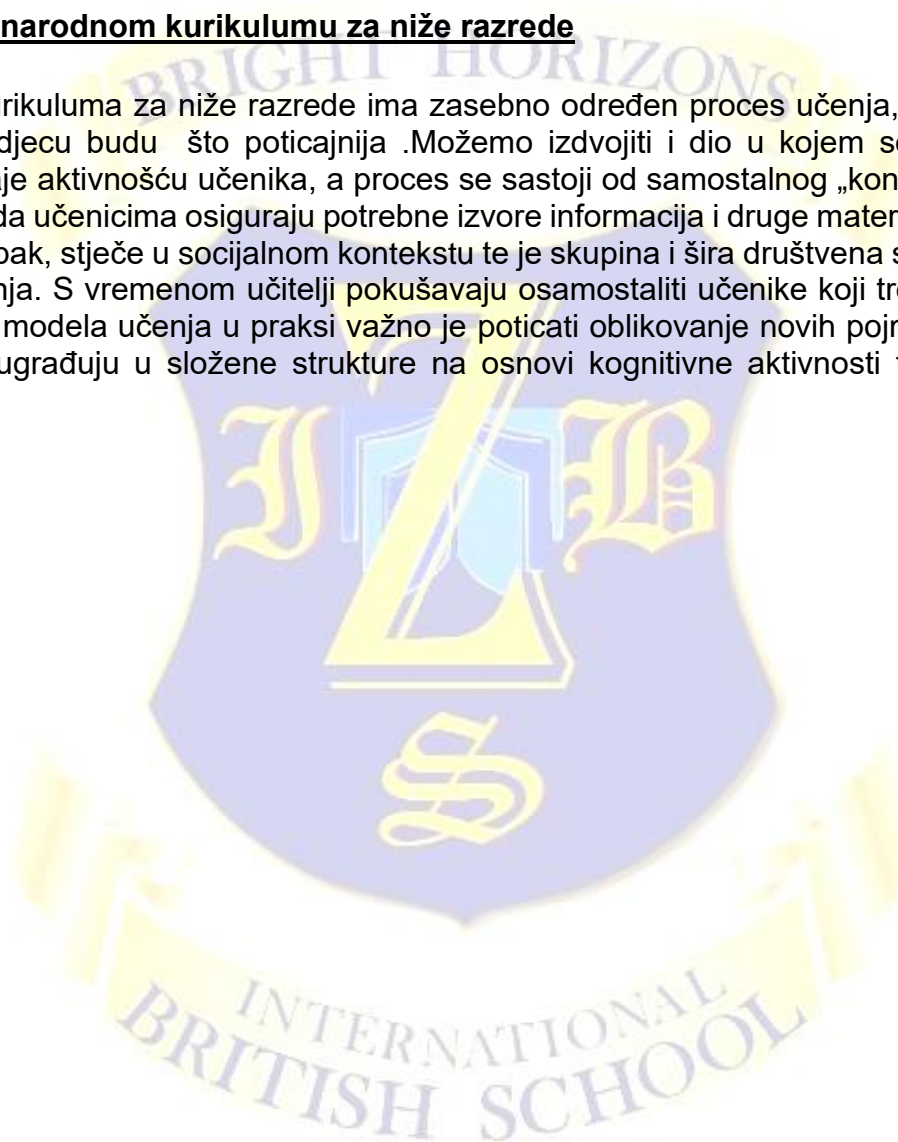 narodnom kurikulumu za niže razrede
BRIGHT HORIZONS
rikuluma za niže razrede ima zasebno određen proces učenja,
djecu budu što poticajnija .Možemo izdvojiti i dio u kojem s
je aktivnošću učenika, a proces se sastoji od samostalnog „kon
da učenicima osiguraju potrebne izvore informacija i druge mater
pak, stječe u socijalnom kontekstu te je skupina i šira društvena s
nja. S vremenom učitelji pokušavaju osamostaliti učenike koji tr
modela učenja u praksi važno je poticati oblikovanje novih poj
ugrađuju u složene strukture na osnovi kognitivne aktivnosti t
I Z B
S
INTERNATIONAL
BRITISH SCHOOL